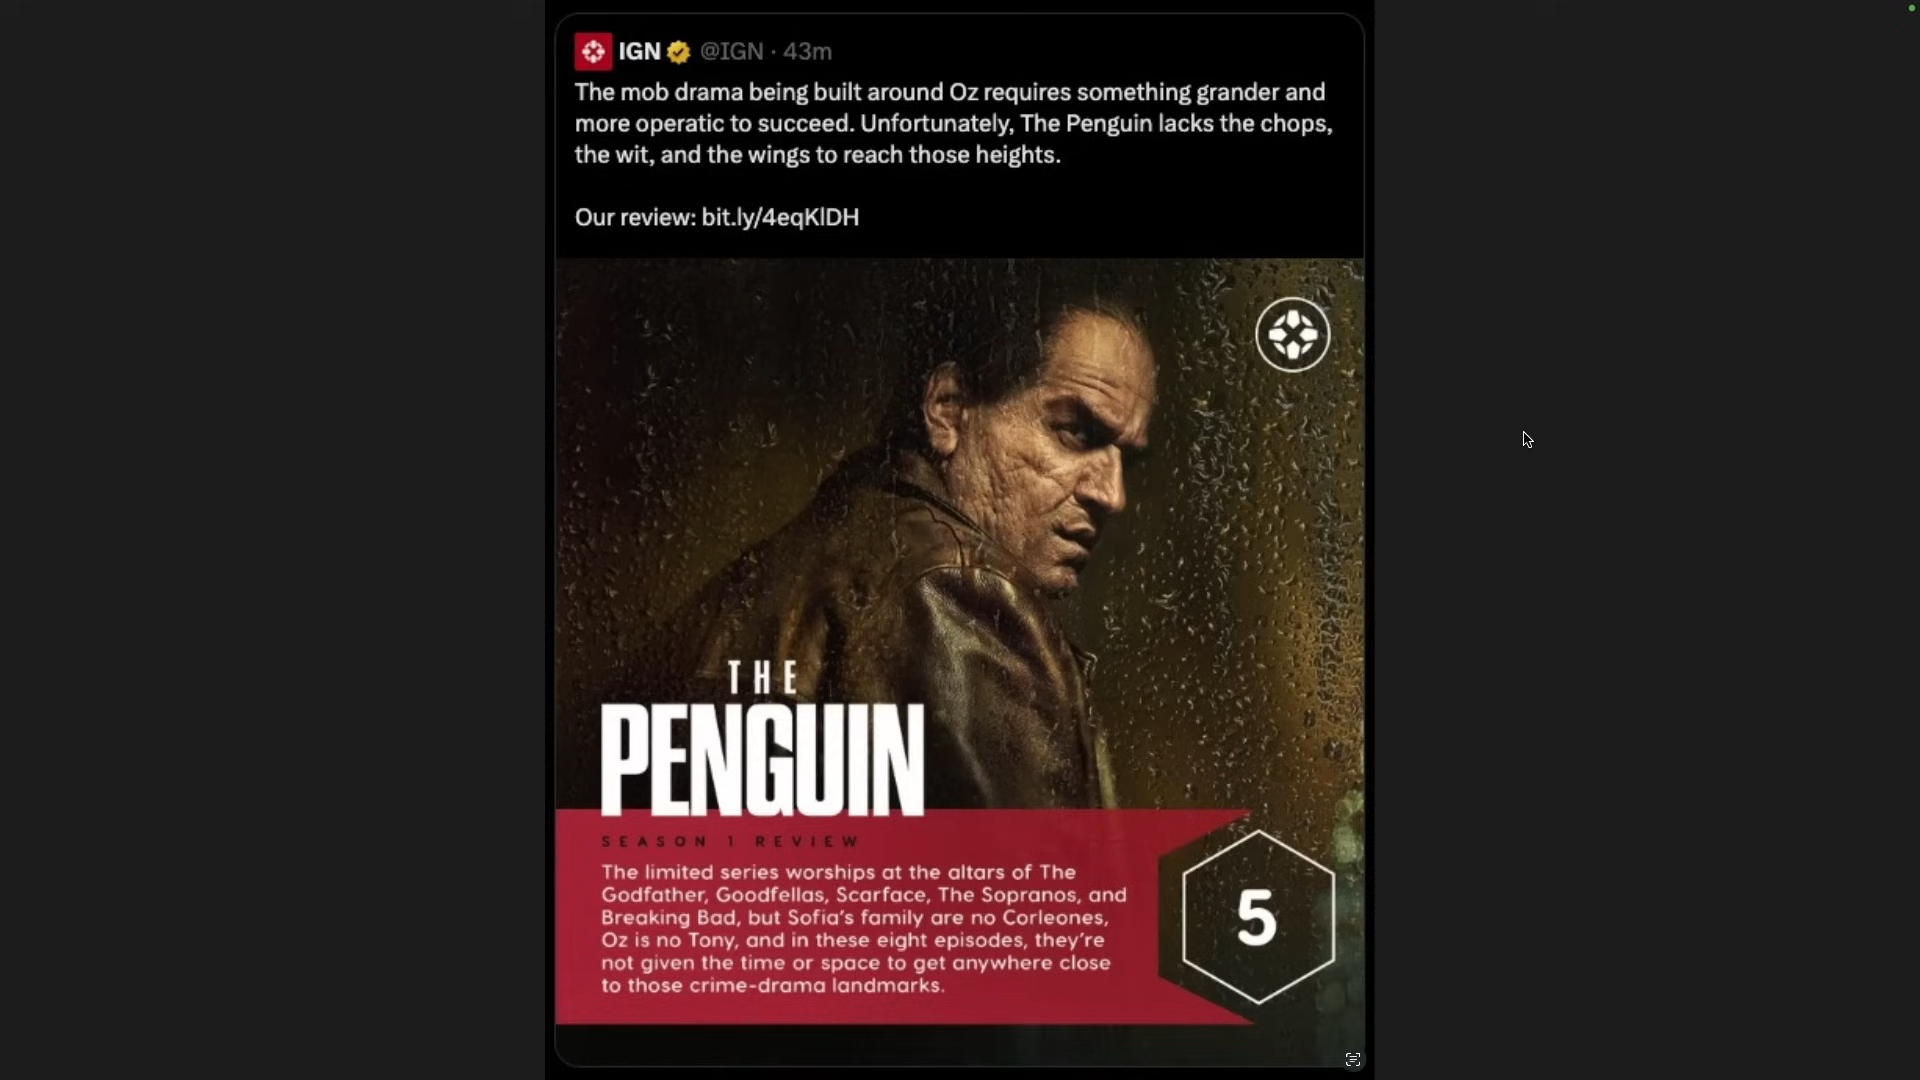 IGN @IGN · 43m
The mob drama being built around Oz requires something grander and
more operatic to succeed. Unfortunately, The Penguin lacks the chops,
the wit, and the wings to reach those heights.
Our review: bit.ly/4eqKlDH
THE
PENGUIN
SEASON 1 REVIEW
The limited series worships at the altars of The
Godfather, Goodfellas, Scarface, The Sopranos, and
Breaking Bad, but Sofia's family are no Corleones,
Oz is no Tony, and in these eight episodes, they're
not given the time or space to get anywhere close
to those crime-drama landmarks.
5